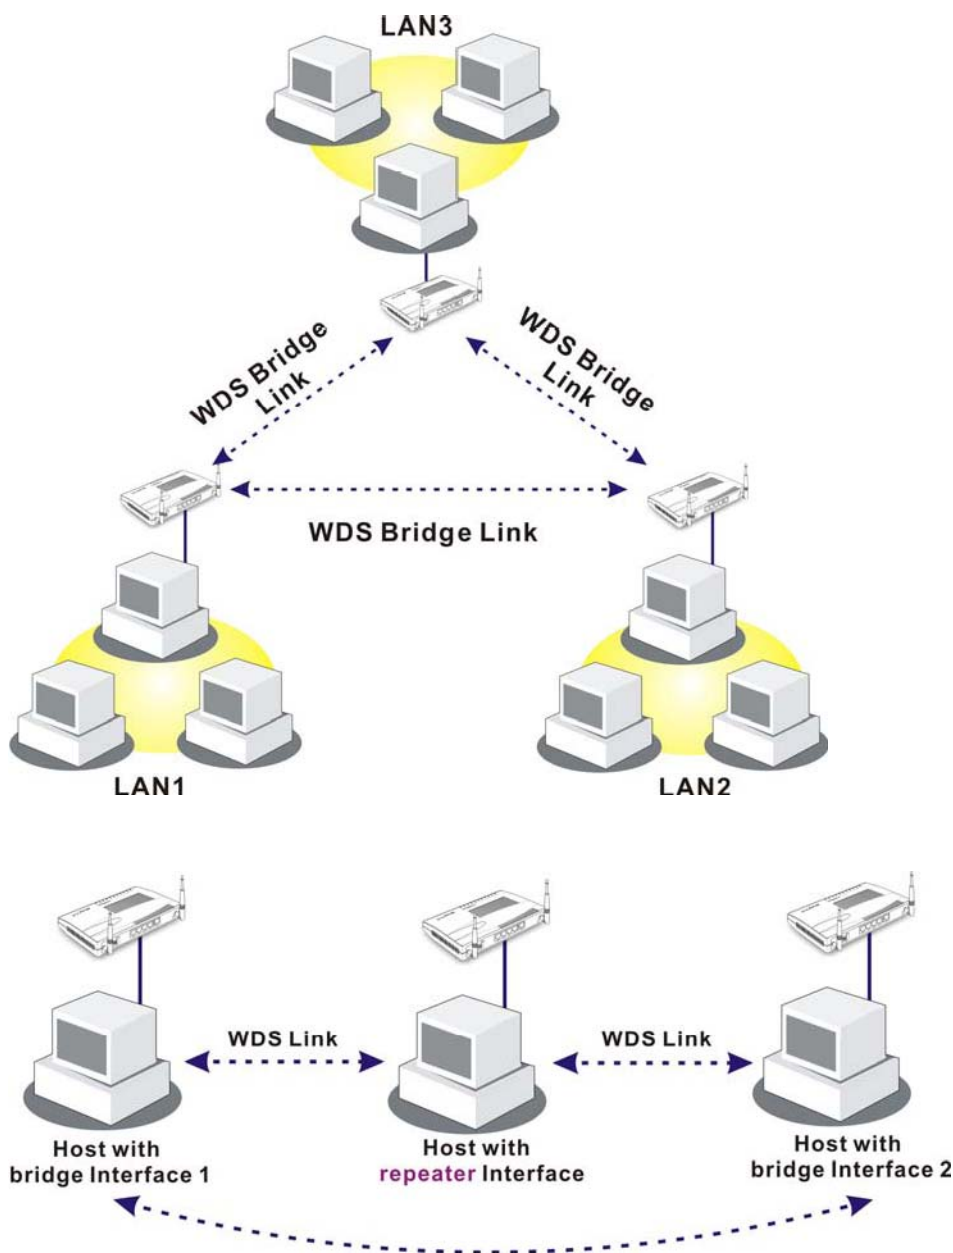 LAN3
WDS Bridge
Link
WDS Bridge
Link
WDS Bridge Link
LAN1
LAN2
WDS Link
WDS Link
Host with
bridge Interface 1
Host with
repeater Interface
Host with
bridge Interface 2